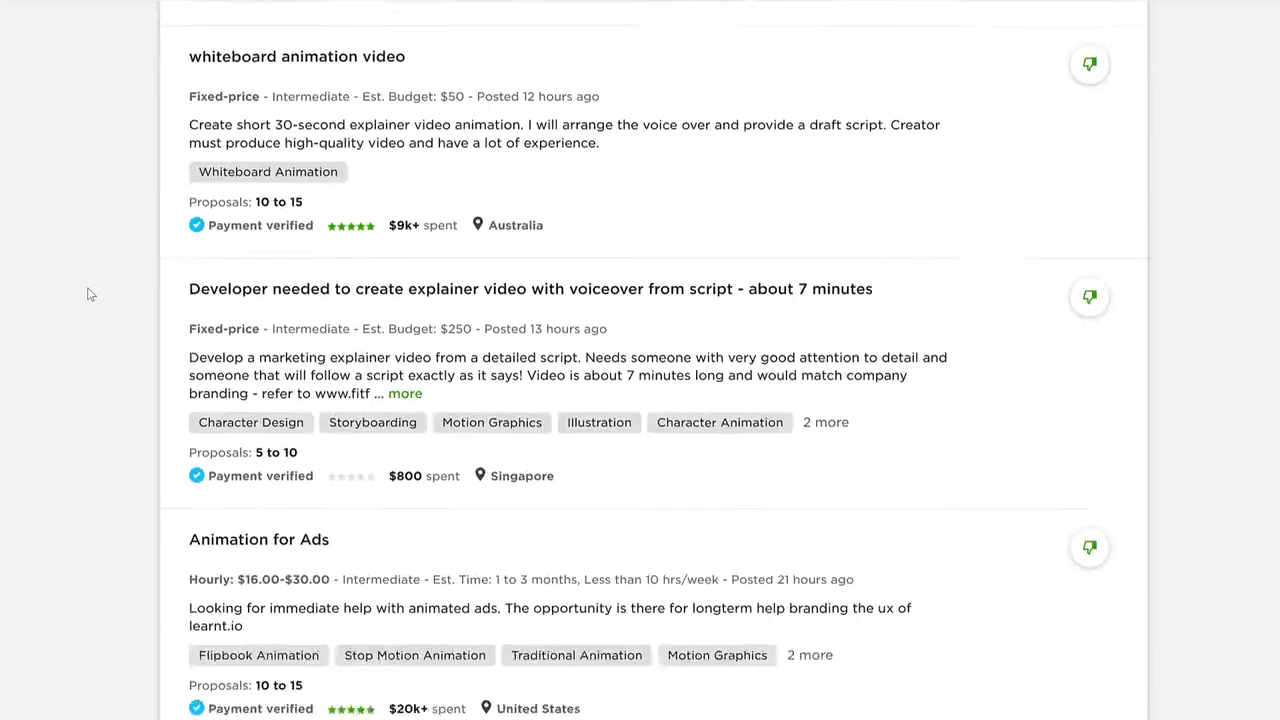 whiteboard animation video
Fixed-price - Intermediate - Est. Budget: $50 - Posted 12 hours ago
Create short 30-second explainer video animation. I will arrange the voice over and provide a draft script. Creator
must produce high-quality video and have a lot of experience.
Whiteboard Animation
Proposals: 10 to 15
Payment verified $9k+ spent Australia
Developer needed to create explainer video with voiceover from script - about 7 minutes
Fixed-price - Intermediate - Est. Budget: $250 - Posted 13 hours ago
Develop a marketing explainer video from a detailed script. Needs someone with very good attention to detail and
someone that will follow a script exactly as it says! Video is about 7 minutes long and would match company
branding - refer to www.fitf ... more
Character Design Storyboarding Motion Graphics Illustration Character Animation 2 more
Proposals: 5 to 10
Payment verified $800 spent Singapore
Animation for Ads
Hourly: $16.00-$30.00 - Intermediate - Est. Time: 1 to 3 months, Less than 10 hrs/week - Posted 21 hours ago
Looking for immediate help with animated ads. The opportunity is there for longterm help branding the ux of
learnt.io
Flipbook Animation Stop Motion Animation Traditional Animation Motion Graphics 2 more
Proposals: 10 to 15
Payment verified $20k+ spent United States